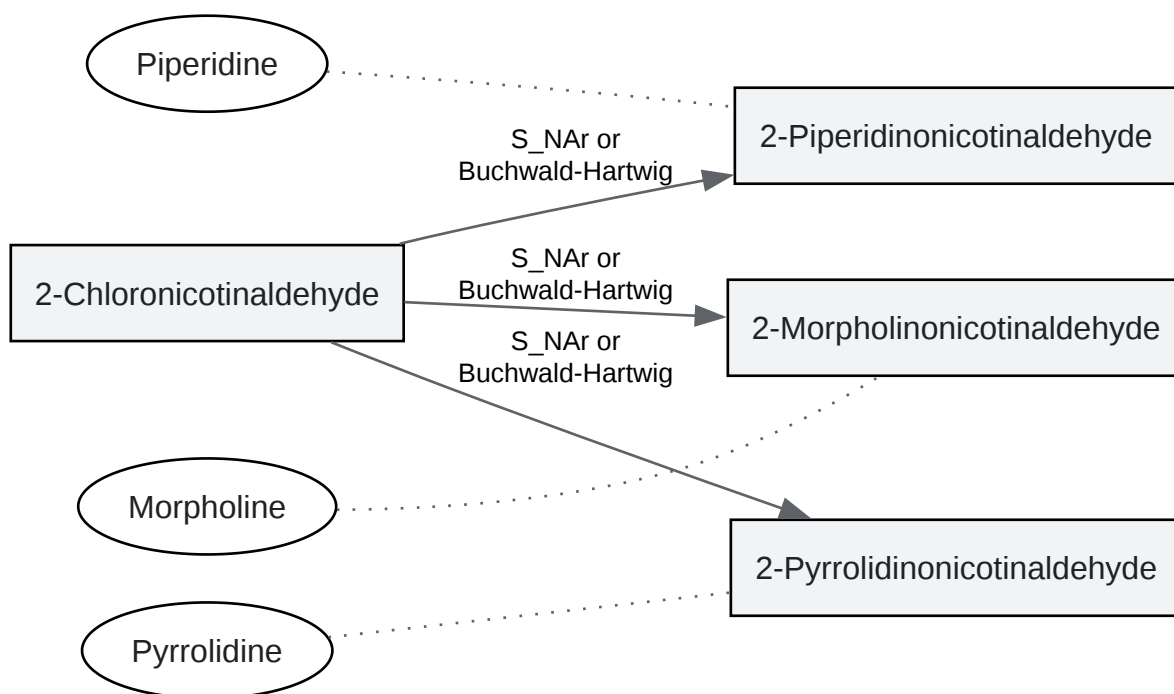 Piperidine
2-Piperidinonicotinaldehyde
S_NAr or
Buchwald-Hartwig
2-Chloronicotinaldehyde
S_NAr or
Buchwald-Hartwig
2-Morpholinonicotinaldehyde
S_NAr or
Buchwald-Hartwig
Morpholine
2-Pyrrolidinonicotinaldehyde
Pyrrolidine